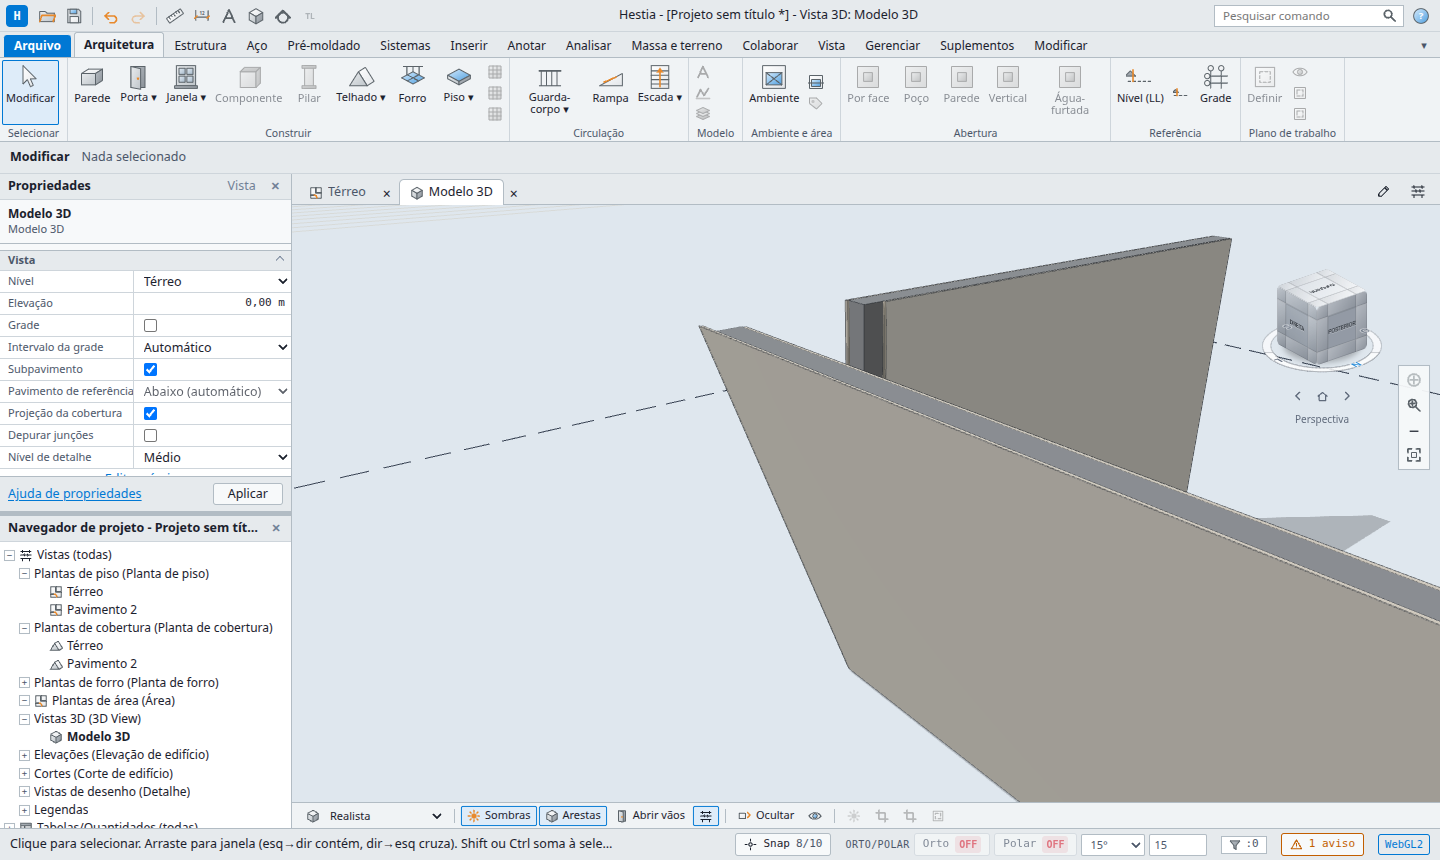 H
TL
Hestia - [Projeto sem título *] - Vista 3D: Modelo 3D
Pesquisar comando
?
Arquivo
Arquitetura
Estrutura
Aço
Pré-moldado
Sistemas
Inserir
Anotar
Analisar
Massa e terreno
Colaborar
Vista
Gerenciar
Suplementos
Modificar
Modificar
Parede
Porta ▾
Janela ▾
Componente
Pilar
Telhado ▾
Forro
Piso ▾
Guarda-corpo ▾
Rampa
Escada ▾
Ambiente
Por face
Poço
Parede
Vertical
Água-furtada
Nível (LL)
Grade
Definir
Selecionar
Construir
Circulação
Modelo
Ambiente e área
Abertura
Referência
Plano de trabalho
Modificar Nada selecionado
Propriedades
Vista
Modelo 3D
Modelo 3D
Vista
Nível
Térreo
Elevação
0,00 m
Grade
Intervalo da grade
Automático
Subpavimento
Pavimento de referência
Abaixo (automático)
Projeção da cobertura
Depurar junções
Nível de detalhe
Médio
Ajuda de propriedades
Aplicar
Navegador de projeto - Projeto sem tít...
Vistas (todas)
Plantas de piso (Planta de piso)
Térreo
Pavimento 2
Plantas de cobertura (Planta de cobertura)
Térreo
Pavimento 2
Plantas de forro (Planta de forro)
Plantas de área (Área)
Vistas 3D (3D View)
Modelo 3D
Elevações (Elevação de edifício)
Cortes (Corte de edifício)
Vistas de desenho (Detalhe)
Legendas
Tabelas/Quantidades (todas)
Térreo
Modelo 3D
POSTERIOR
Perspectiva
Realista
Sombras
Arestas
Abrir vãos
Ocultar
Clique para selecionar. Arraste para janela (esq→dir contém, dir→esq cruza). Shift ou Ctrl soma à sele...
Snap 8/10
ORTO/POLAR
Orto OFF
Polar OFF
15°
15
:0
1 aviso
WebGL2